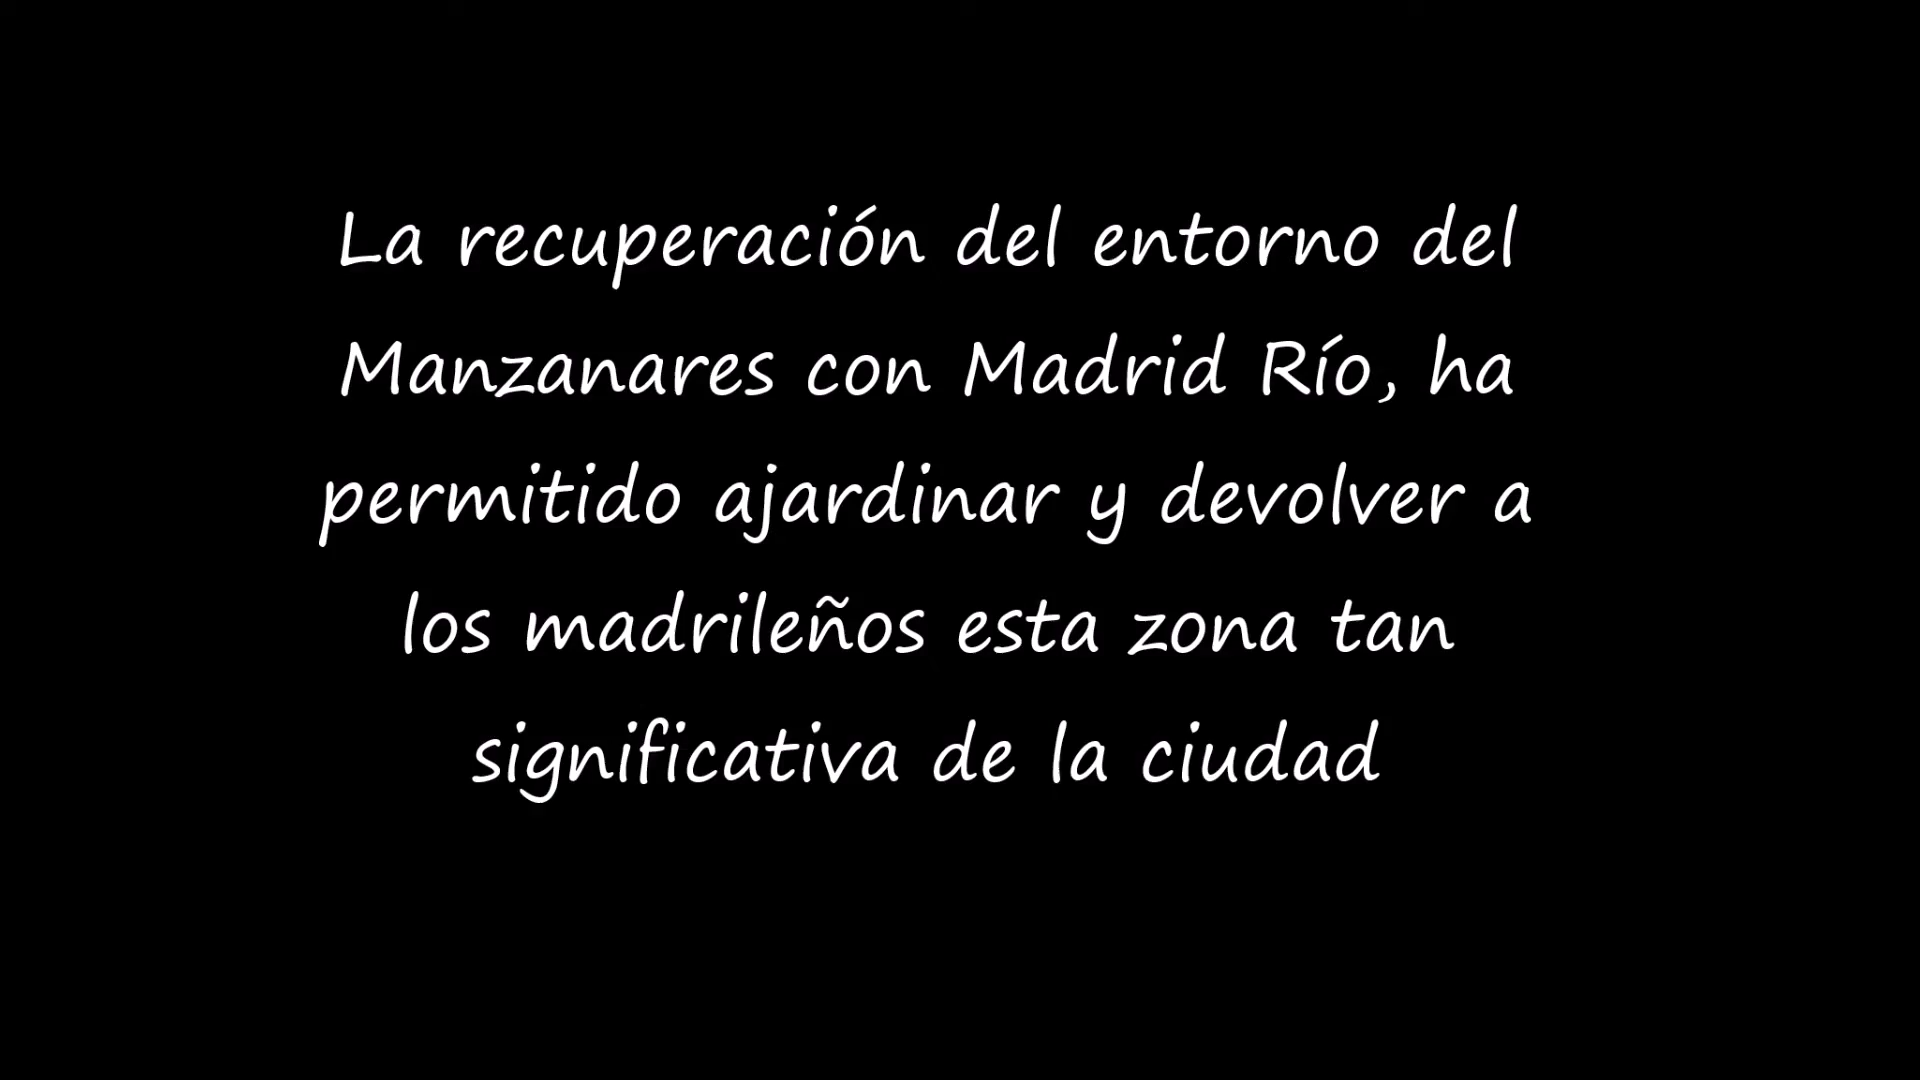 La recuperación del entorno del
Manzanares con Madrid Río, ha
permitido ajardinar y devolver a
los madrileños esta zona tan
significativa de la ciudad